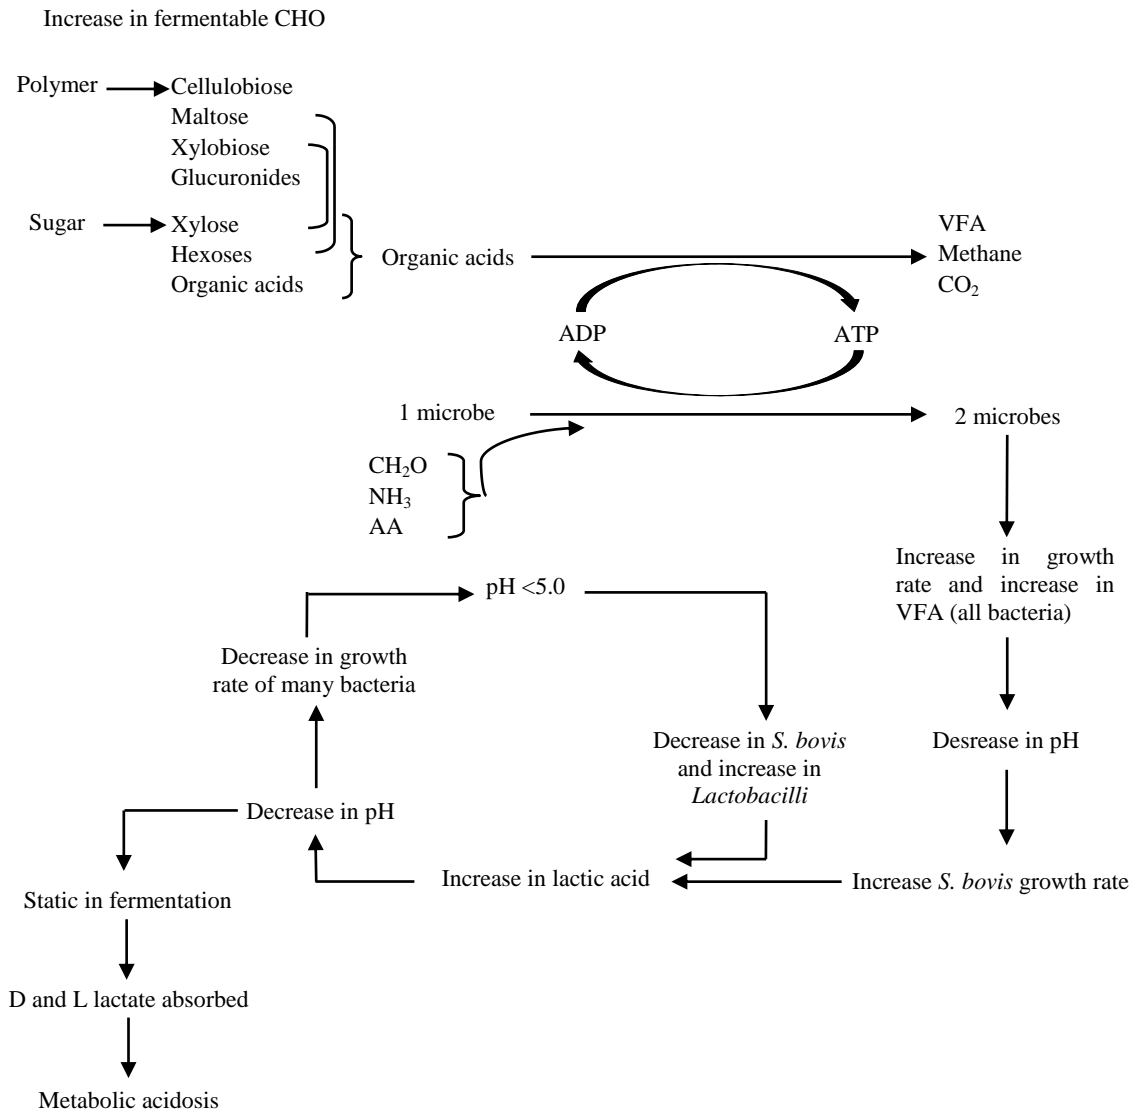 Increase in fermentable CHO
Polymer
Cellulobiose
Maltose
Xylobiose
Glucuronides
Sugar
Xylose
Hexoses
Organic acids
Organic acids
VFA
Methane
CO₂
ADP
ATP
1 microbe
2 microbes
CH₂O
NH₃
AA
Increase in growth
rate and increase in
VFA (all bacteria)
pH <5.0
Decrease in growth
rate of many bacteria
Decrease in S. bovis
and increase in
Lactobacilli
Desrease in pH
Decrease in pH
Increase in lactic acid
Increase S. bovis growth rate
Static in fermentation
D and L lactate absorbed
Metabolic acidosis